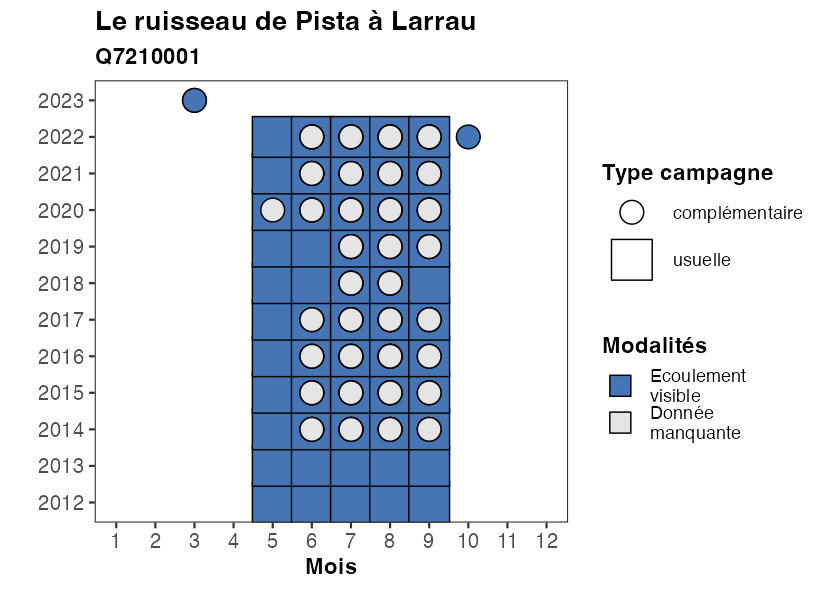 Le ruisseau de Pista à Larrau
Q7210001
2023
2022
2021
2020
2019
2018
2017
2016
2015
2014
2013
2012
1 2 3 4 5 6 7 8 9 10 11 12
Mois
Type campagne
complémentaire
usuelle
Modalités
Ecoulement
visible
Donnée
manquante